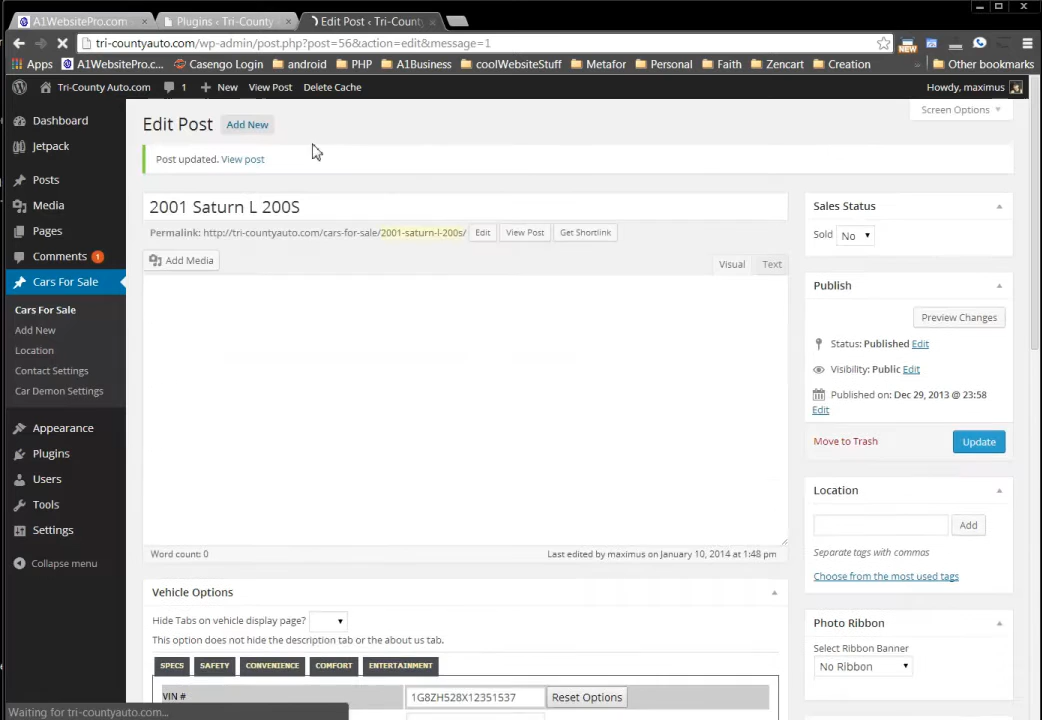 A1WebsitePro.com
Plugins ‹ Tri-County
Edit Post ‹ Tri-County
tri-countyauto.com/wp-admin/post.php?post=56&action=edit&message=1
NEW
Apps A1WebsitePro.c... Casengo Login android PHP A1Business coolWebsiteStuff Metafor Personal Faith Zencart Creation » Other bookmarks
Tri-County Auto.com 1 + New View Post Delete Cache Howdy, maximus
Screen Options
Dashboard
Jetpack
Posts
Media
Pages
Comments 1
Cars For Sale
Cars For Sale
Add New
Location
Contact Settings
Car Demon Settings
Appearance
Plugins
Users
Tools
Settings
Collapse menu
Edit Post Add New
Post updated. View post
2001 Saturn L 200S
Permalink: http://tri-countyauto.com/cars-for-sale/2001-saturn-l-200s/ Edit View Post Get Shortlink
Add Media Visual Text
Word count: 0 Last edited by maximus on January 10, 2014 at 1:48 pm
Vehicle Options
Hide Tabs on vehicle display page?
This option does not hide the description tab or the about us tab.
SPECS SAFETY CONVENIENCE COMFORT ENTERTAINMENT
VIN # 1G8ZH528X12351537 Reset Options
Sales Status
Sold No
Publish
Preview Changes
Status: Published Edit
Visibility: Public Edit
Published on: Dec 29, 2013 @ 23:58
Edit
Move to Trash Update
Location
Add
Separate tags with commas
Choose from the most used tags
Photo Ribbon
Select Ribbon Banner
No Ribbon
Waiting for tri-countyauto.com...